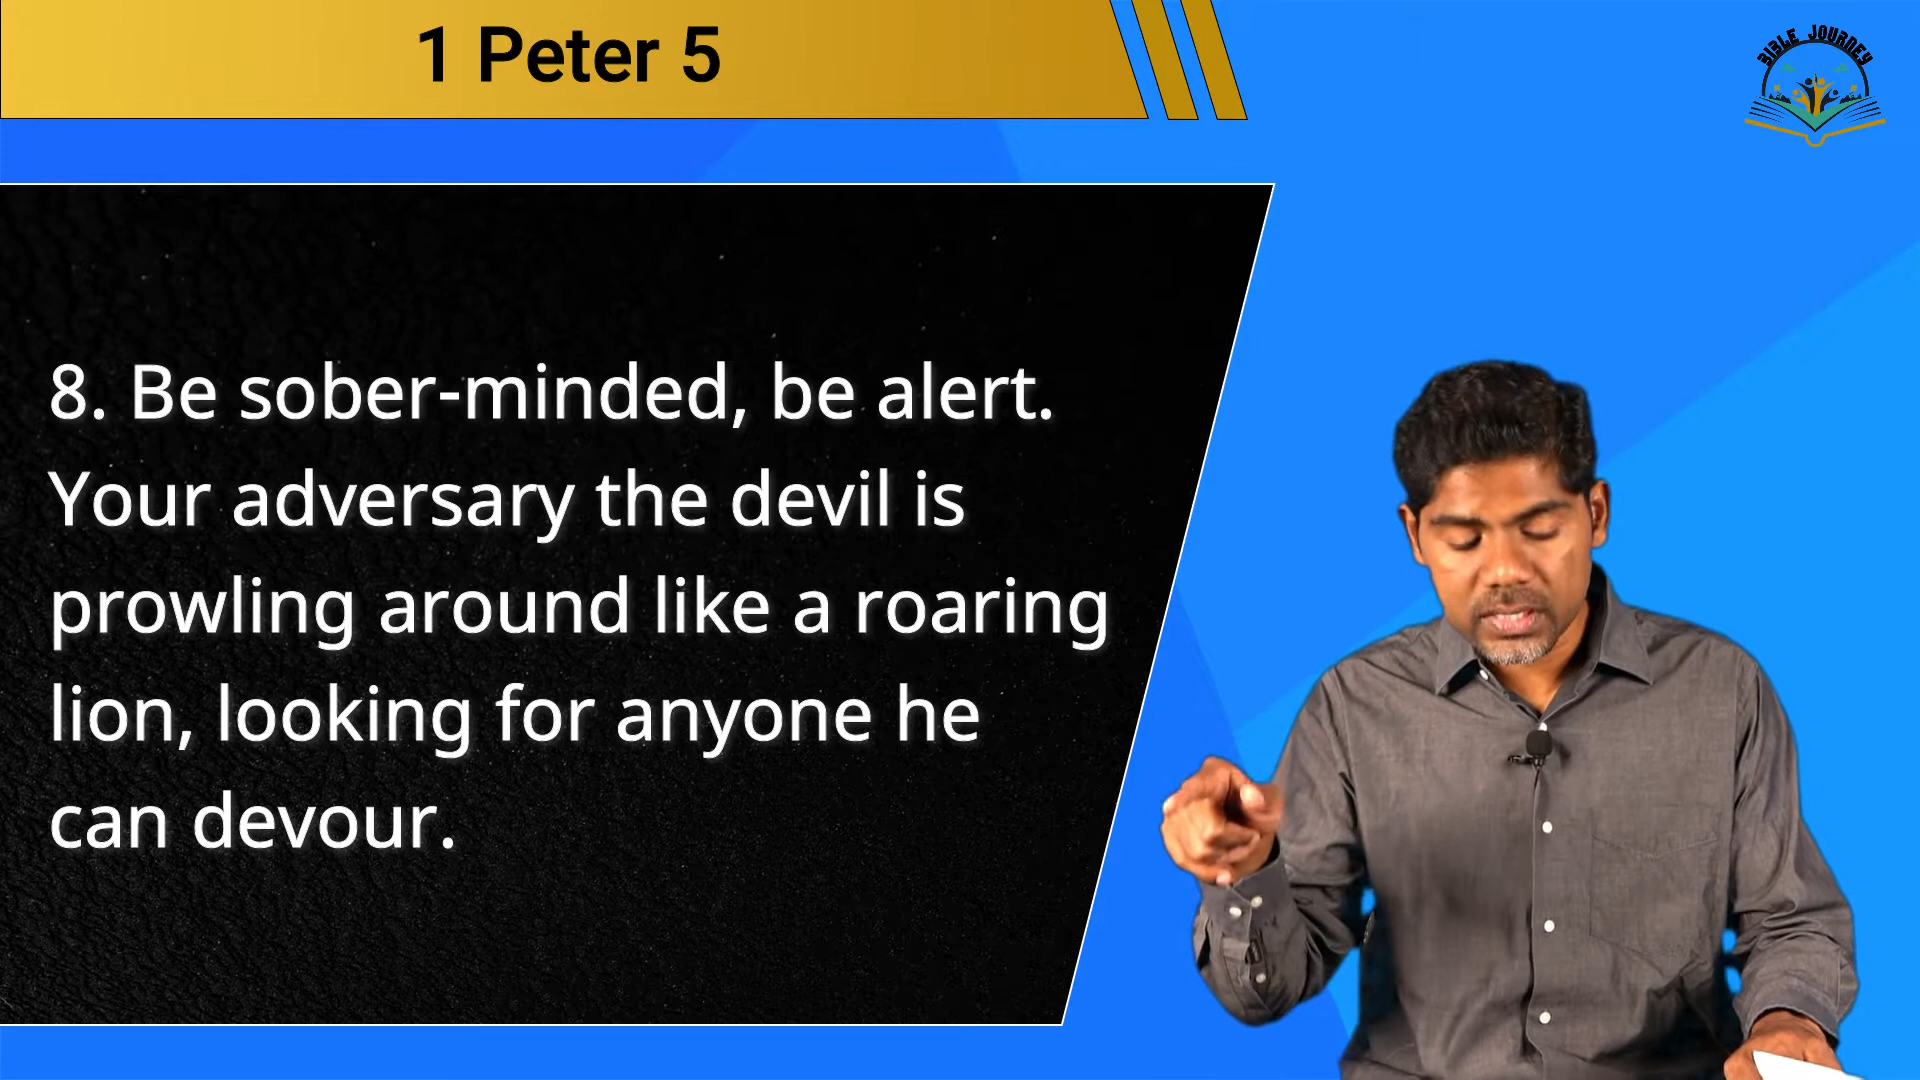 1 Peter 5
BIBLE JOURNEY
8. Be sober-minded, be alert.
Your adversary the devil is
prowling around like a roaring
lion, looking for anyone he
can devour.